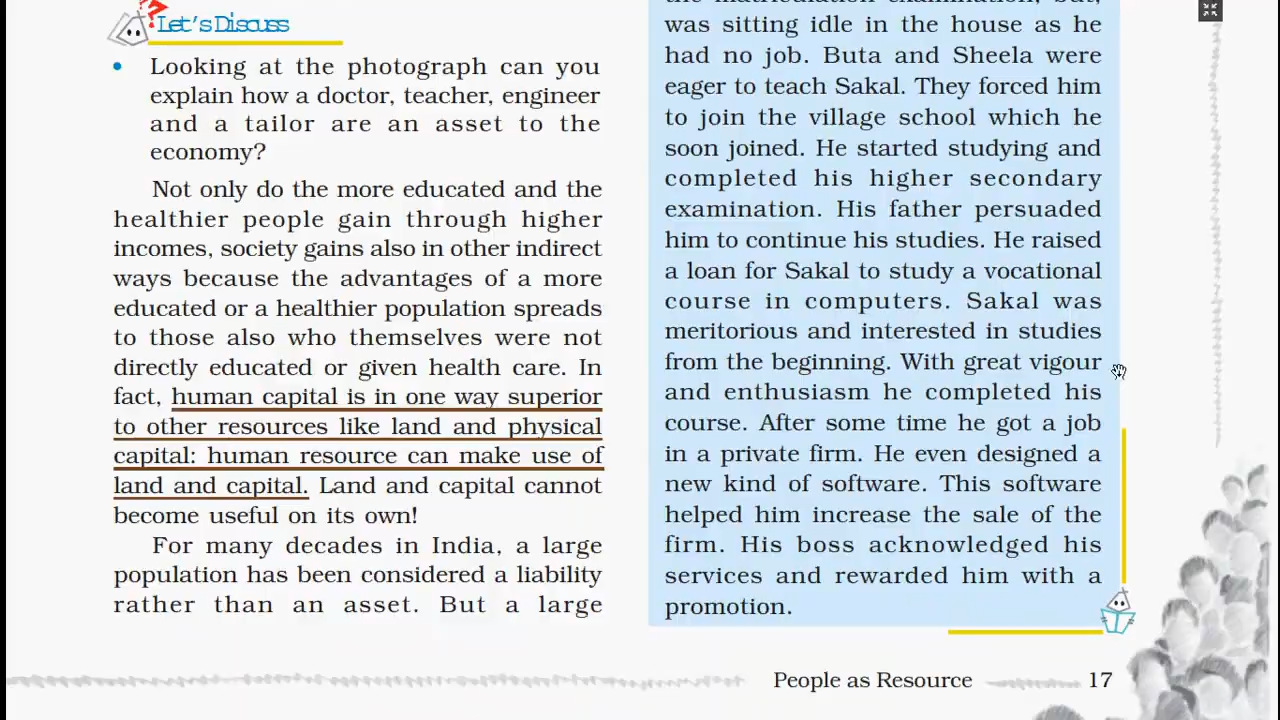 Let's Discuss
• Looking at the photograph can you
explain how a doctor, teacher, engineer
and a tailor are an asset to the
economy?
Not only do the more educated and the
healthier people gain through higher
incomes, society gains also in other indirect
ways because the advantages of a more
educated or a healthier population spreads
to those also who themselves were not
directly educated or given health care. In
fact, human capital is in one way superior
to other resources like land and physical
capital: human resource can make use of
land and capital. Land and capital cannot
become useful on its own!
For many decades in India, a large
population has been considered a liability
rather than an asset. But a large
the matriculation examination, but,
was sitting idle in the house as he
had no job. Buta and Sheela were
eager to teach Sakal. They forced him
to join the village school which he
soon joined. He started studying and
completed his higher secondary
examination. His father persuaded
him to continue his studies. He raised
a loan for Sakal to study a vocational
course in computers. Sakal was
meritorious and interested in studies
from the beginning. With great vigour
and enthusiasm he completed his
course. After some time he got a job
in a private firm. He even designed a
new kind of software. This software
helped him increase the sale of the
firm. His boss acknowledged his
services and rewarded him with a
promotion.
People as Resource 17